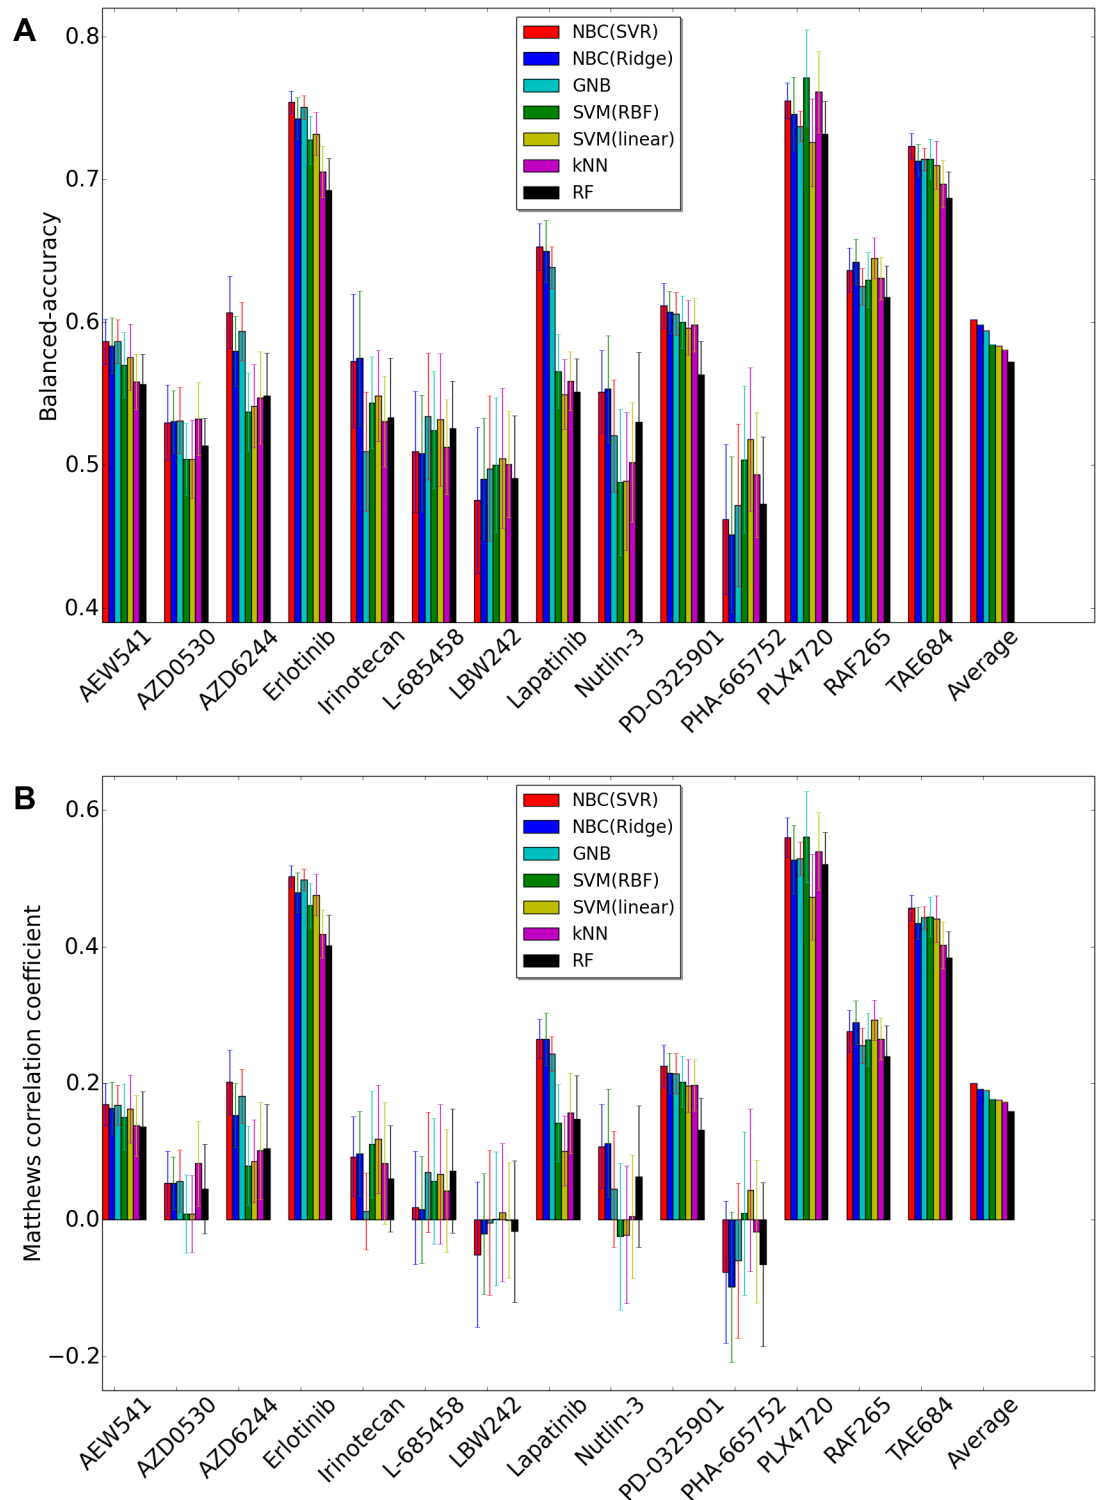 A
0.8
0.7
0.6
0.5
0.4
Balanced-accuracy
NBC(SVR)
NBC(Ridge)
GNB
SVM(RBF)
SVM(linear)
kNN
RF
AEW541
AZD0530
AZD6244
Erlotinib
Irinotecan
L-685458
LBW242
Lapatinib
Nutlin-3
PD-0325901
PHA-665752
PLX4720
RAF265
TAE684
Average
B
0.6
0.4
0.2
0.0
−0.2
Matthews correlation coefficient
NBC(SVR)
NBC(Ridge)
GNB
SVM(RBF)
SVM(linear)
kNN
RF
AEW541
AZD0530
AZD6244
Erlotinib
Irinotecan
L-685458
LBW242
Lapatinib
Nutlin-3
PD-0325901
PHA-665752
PLX4720
RAF265
TAE684
Average